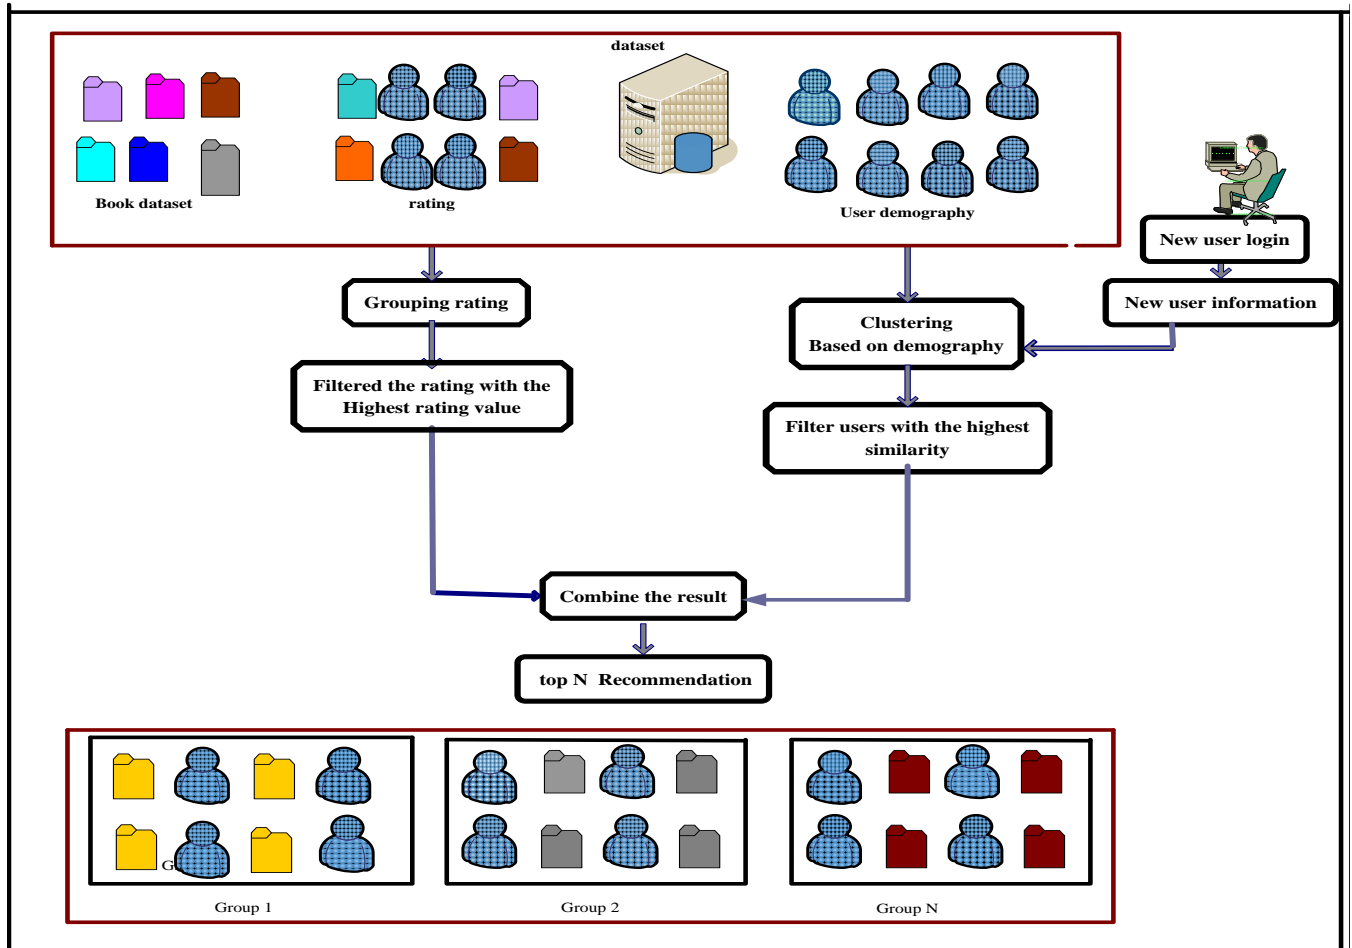 dataset
Book dataset
rating
User demography
New user login
New user information
Grouping rating
Clustering
Based on demography
Filtered the rating with the
Highest rating value
Filter users with the highest
similarity
Combine the result
top N Recommendation
G
Group 1
Group 2
Group N